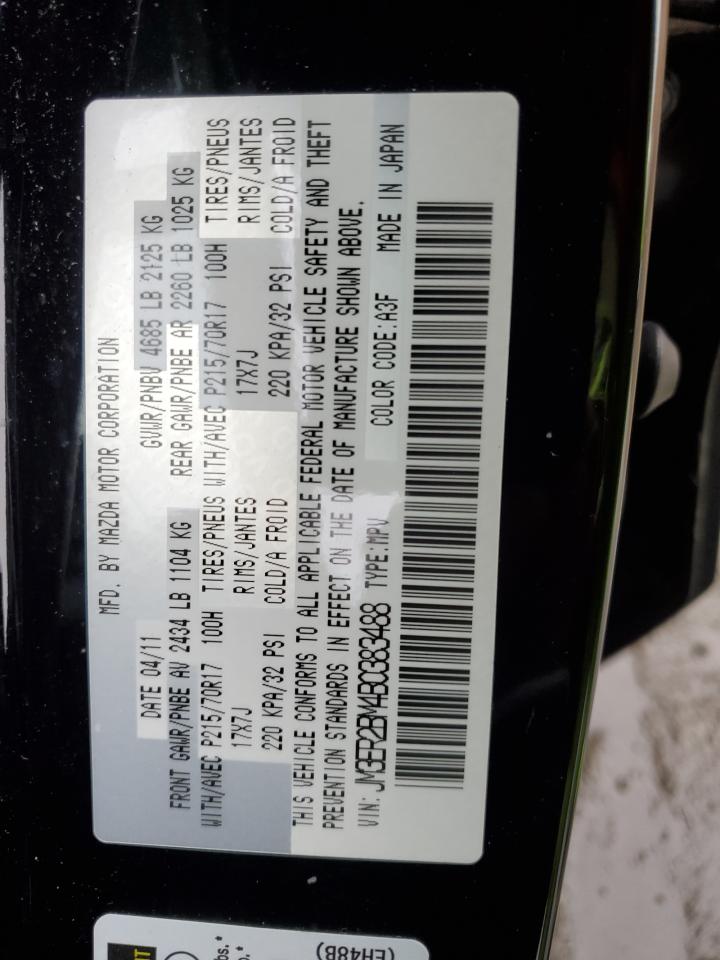 MFD. BY MAZDA MOTOR CORPORATION
DATE 04/11 GVWR/PNBV 4685 LB 2125 KG
FRONT GAWR/PNBE AV 2434 LB 1104 KG REAR GAWR/PNBE AR 2260 LB 1025 KG
WITH/AVEC P215/70R17 100H TIRES/PNEUS WITH/AVEC P215/70R17 100H TIRES/PNEUS
17X7J RIMS/JANTES 17X7J RIMS/JANTES
220 KPA/32 PSI COLD/A FROID 220 KPA/32 PSI COLD/A FROID
THIS VEHICLE CONFORMS TO ALL APPLICABLE FEDERAL MOTOR VEHICLE SAFETY AND THEFT
PREVENTION STANDARDS IN EFFECT ON THE DATE OF MANUFACTURE SHOWN ABOVE.
VIN: JM3ER2BM4B0383488 TYPE:MPV COLOR CODE:A3F MADE IN JAPAN
(EH48B)